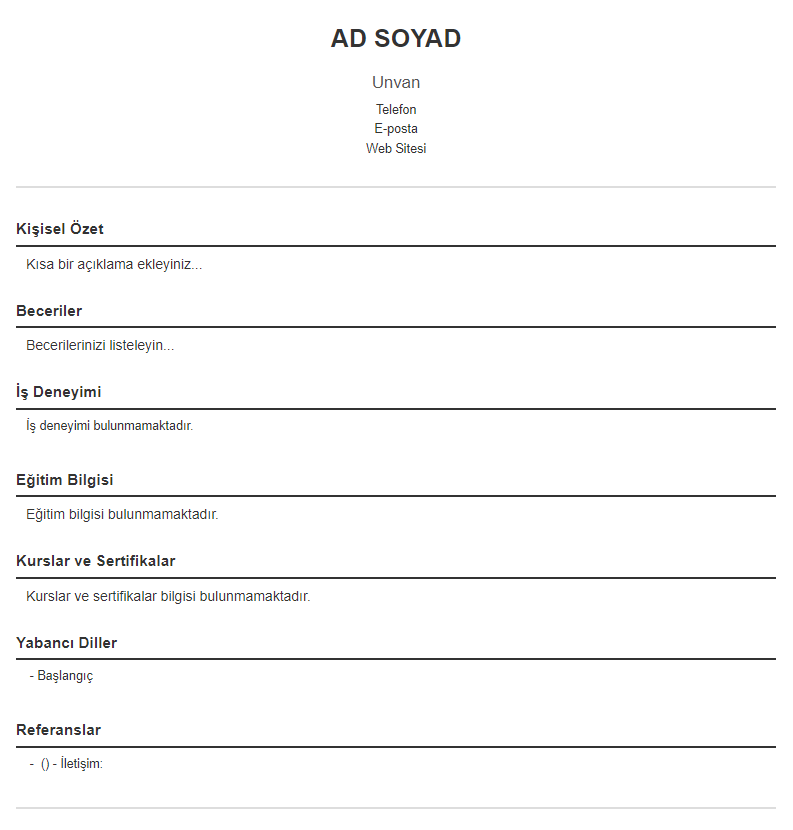 AD SOYAD
Unvan
Telefon
E-posta
Web Sitesi
Kişisel Özet
Kısa bir açıklama ekleyiniz...
Beceriler
Becerilerinizi listeleyin...
İş Deneyimi
İş deneyimi bulunmamaktadır.
Eğitim Bilgisi
Eğitim bilgisi bulunmamaktadır.
Kurslar ve Sertifikalar
Kurslar ve sertifikalar bilgisi bulunmamaktadır.
Yabancı Diller
- Başlangıç
Referanslar
- () - İletişim: